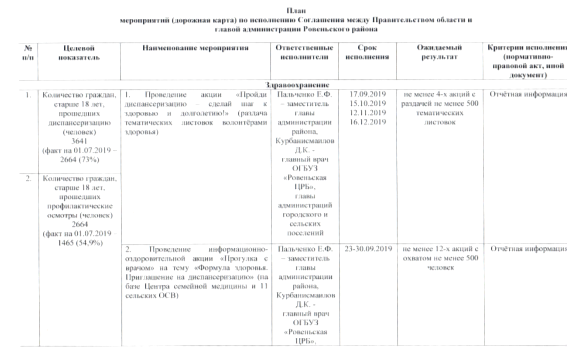 План
мероприятий (дорожная карта) по исполнению Соглашения между Правительством области и
главой администрации Ровеньского района
№
п/п
Целевой
показатель
Наименование мероприятия
Ответственные
исполнители
Срок
исполнения
Ожидаемый
результат
Критерии исполнения
(нормативно-
правовой акт, иной
документ)
Здравоохранение
1.
Количество граждан,
старше 18 лет,
прошедших
диспансеризацию
(человек)
3641
(факт на 01.07.2019 –
2664 (73%)
1. Проведение акции «Пройди
диспансеризацию – сделай шаг к
здоровью и долголетию!» (раздача
тематических листовок волонтёрами
здоровья)
Пальченко Е.Ф.
– заместитель
главы
администрации
района,
Курбанисмаилов
Д.К. -
главный врач
ОГБУЗ
«Ровеньская
ЦРБ»,
главы
администраций
городского и
сельских
поселений
17.09.2019
15.10.2019
12.11.2019
16.12.2019
не менее 4-х акций с
раздачей не менее 500
тематических
листовок
Отчётная информация
2.
Количество граждан,
старше 18 лет,
прошедших
профилактические
осмотры (человек)
2664
(факт на 01.07.2019 –
1465 (54,9%)
2. Проведение информационно-
оздоровительной акции «Прогулка с
врачом» на тему «Формула здоровья.
Приглашение на диспансеризацию» (на
базе Центра семейной медицины и 11
сельских ОСВ)
Пальченко Е.Ф.
– заместитель
главы
администрации
района,
Курбанисмаилов
Д.К. -
главный врач
ОГБУЗ
«Ровеньская
ЦРБ»,
23-30.09.2019
не менее 12-х акций с
охватом не менее 500
человек
Отчётная информация